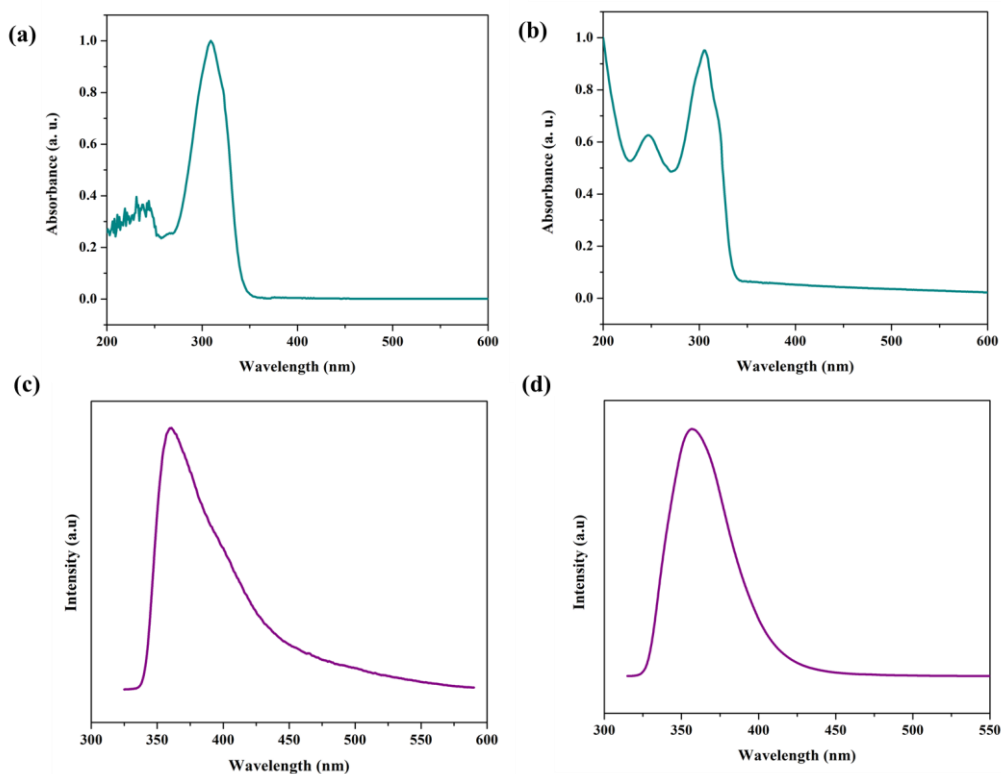 (a)
Absorbance (a. u.)
1.0
0.8
0.6
0.4
0.2
0.0
200 300 400 500 600
Wavelength (nm)
(b)
Absorbance (a. u.)
1.0
0.8
0.6
0.4
0.2
0.0
200 300 400 500 600
Wavelength (nm)
(c)
Intensity (a.u)
300 350 400 450 500 550 600
Wavelength (nm)
(d)
Intensity (a.u)
300 350 400 450 500 550
Wavelength (nm)